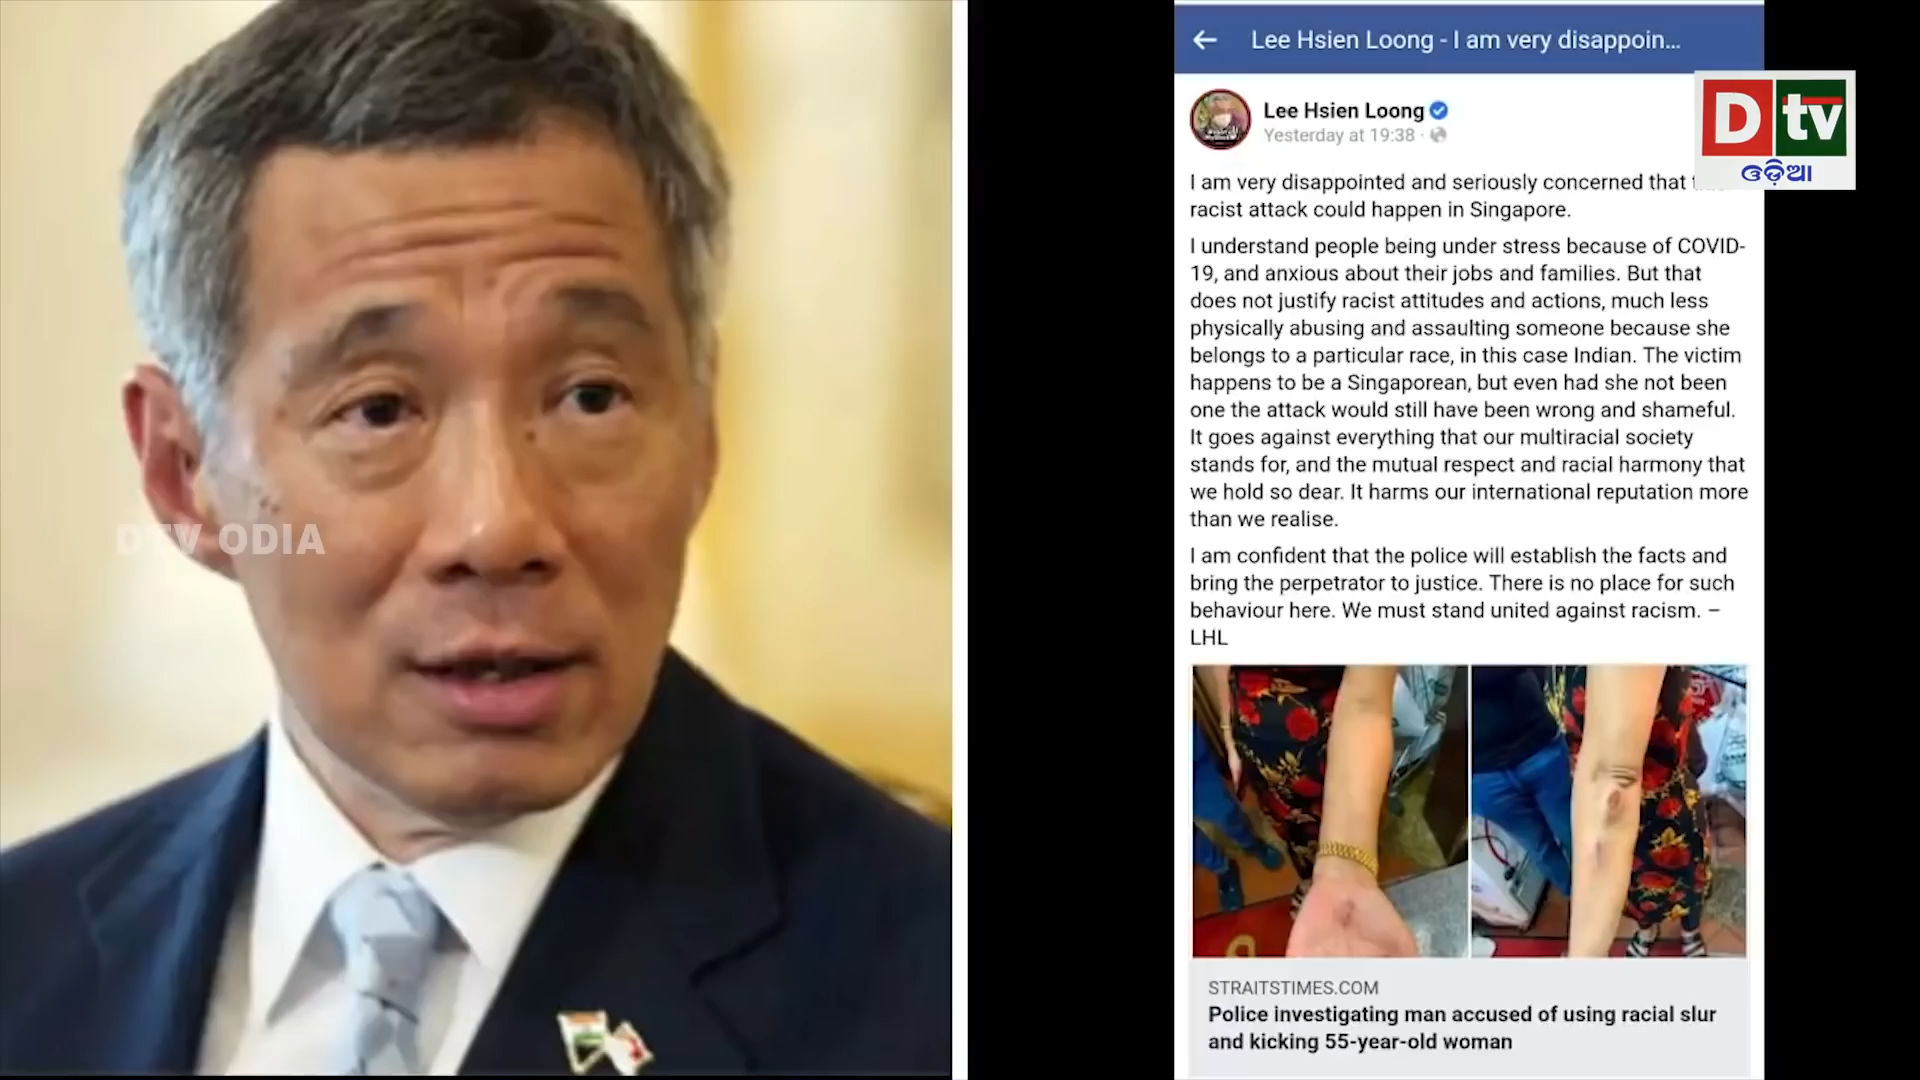 DTV ODIA
Lee Hsien Loong - I am very disappoin...
Lee Hsien Loong
Yesterday at 19:38 ·
D tv
ଓଡ଼ିଆ
I am very disappointed and seriously concerned that
racist attack could happen in Singapore.
I understand people being under stress because of COVID-
19, and anxious about their jobs and families. But that
does not justify racist attitudes and actions, much less
physically abusing and assaulting someone because she
belongs to a particular race, in this case Indian. The victim
happens to be a Singaporean, but even had she not been
one the attack would still have been wrong and shameful.
It goes against everything that our multiracial society
stands for, and the mutual respect and racial harmony that
we hold so dear. It harms our international reputation more
than we realise.
I am confident that the police will establish the facts and
bring the perpetrator to justice. There is no place for such
behaviour here. We must stand united against racism. –
LHL
STRAITSTIMES.COM
Police investigating man accused of using racial slur
and kicking 55-year-old woman